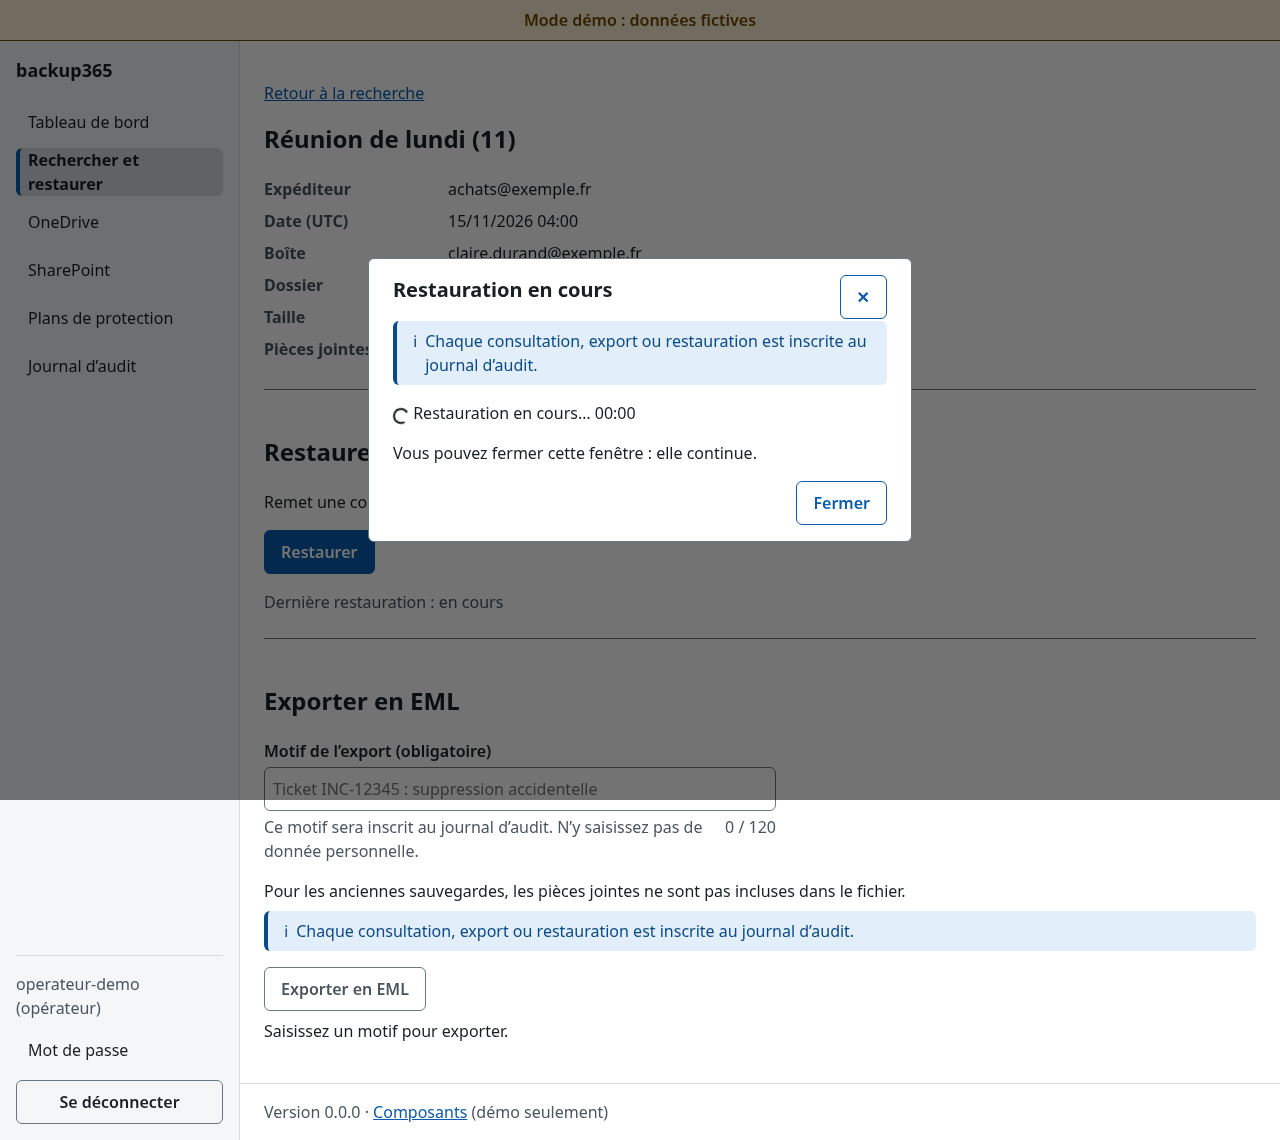 Mode démo : données fictives
backup365
Tableau de bord
Rechercher et
restaurer
OneDrive
SharePoint
Plans de protection
Journal d’audit
operateur-demo
(opérateur)
Mot de passe
Se déconnecter
Retour à la recherche
Réunion de lundi (11)
Expéditeur achats@exemple.fr
Date (UTC) 15/11/2026 04:00
Boîte claire.durand@exemple.fr
Dossier
Taille
Pièces jointes
Restauration en cours ✕
i Chaque consultation, export ou restauration est inscrite au
journal d’audit.
Restauration en cours… 00:00
Vous pouvez fermer cette fenêtre : elle continue.
Fermer
Restaure
Remet une co
Restaurer
Dernière restauration : en cours
Exporter en EML
Motif de l’export (obligatoire)
Ticket INC-12345 : suppression accidentelle
Ce motif sera inscrit au journal d’audit. N’y saisissez pas de 0 / 120
donnée personnelle.
Pour les anciennes sauvegardes, les pièces jointes ne sont pas incluses dans le fichier.
i Chaque consultation, export ou restauration est inscrite au journal d’audit.
Exporter en EML
Saisissez un motif pour exporter.
Version 0.0.0 · Composants (démo seulement)